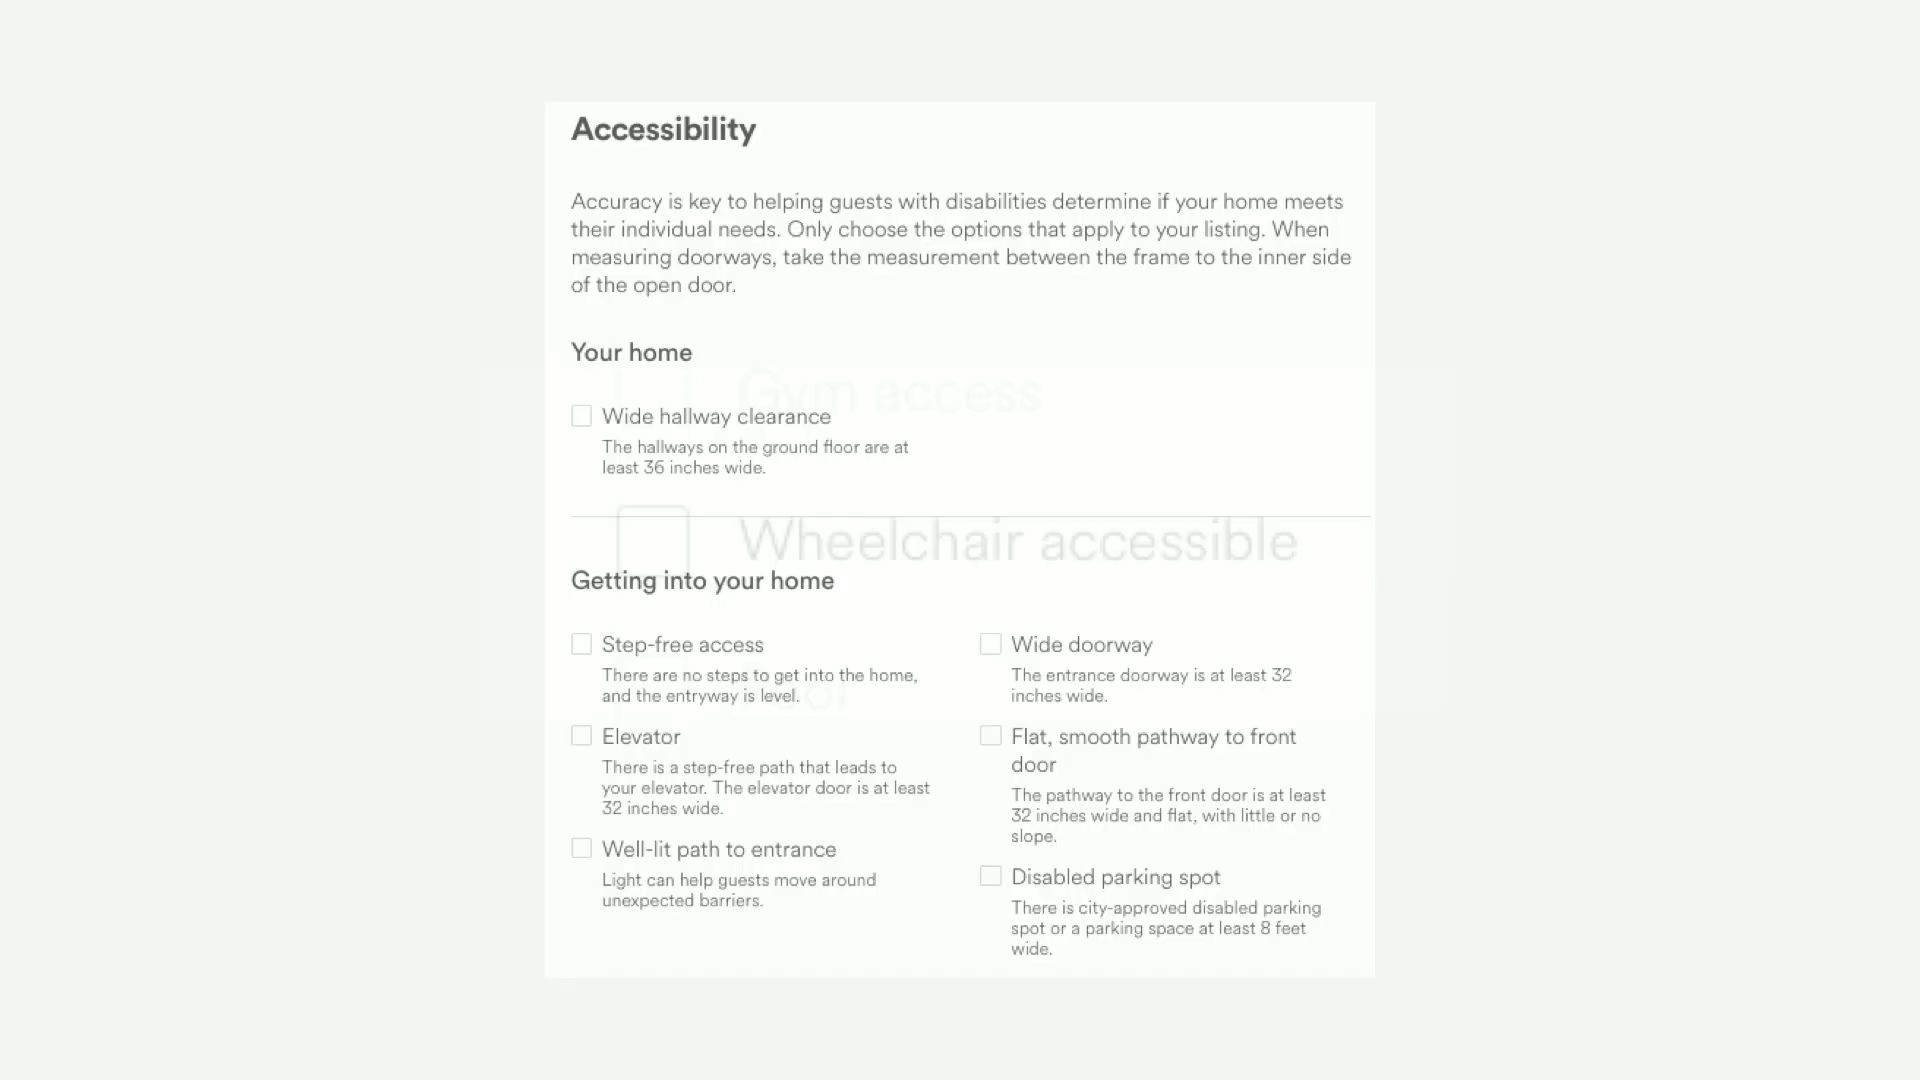 Accessibility
Accuracy is key to helping guests with disabilities determine if your home meets
their individual needs. Only choose the options that apply to your listing. When
measuring doorways, take the measurement between the frame to the inner side
of the open door.
Your home
Gym access
Wide hallway clearance
The hallways on the ground floor are at
least 36 inches wide.
Wheelchair accessible
Getting into your home
Step-free access
There are no steps to get into the home,
and the entryway is level.
Elevator
There is a step-free path that leads to
your elevator. The elevator door is at least
32 inches wide.
Well-lit path to entrance
Light can help guests move around
unexpected barriers.
Wide doorway
The entrance doorway is at least 32
inches wide.
Flat, smooth pathway to front
door
The pathway to the front door is at least
32 inches wide and flat, with little or no
slope.
Disabled parking spot
There is city-approved disabled parking
spot or a parking space at least 8 feet
wide.